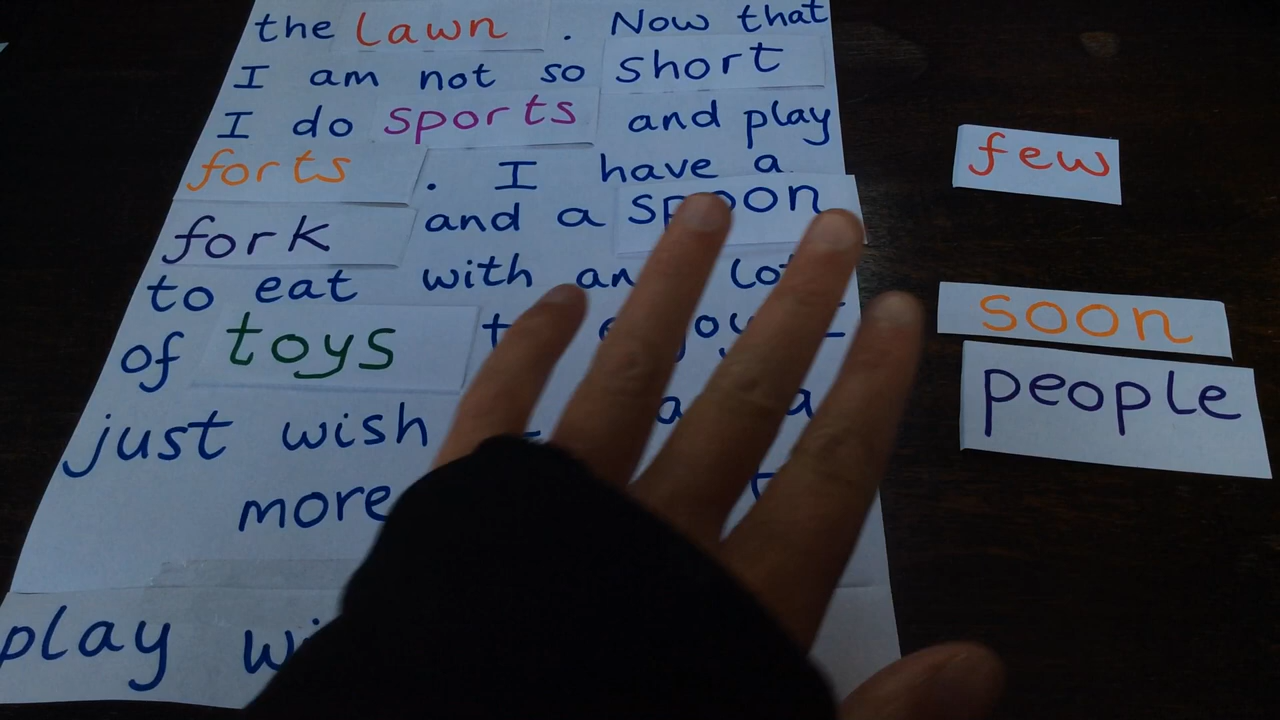 the lawn . Now that
I am not so short
I do sports and play
forts . I have a
fork and a spoon
to eat with
of toys
just wish
more
play
few
soon
people